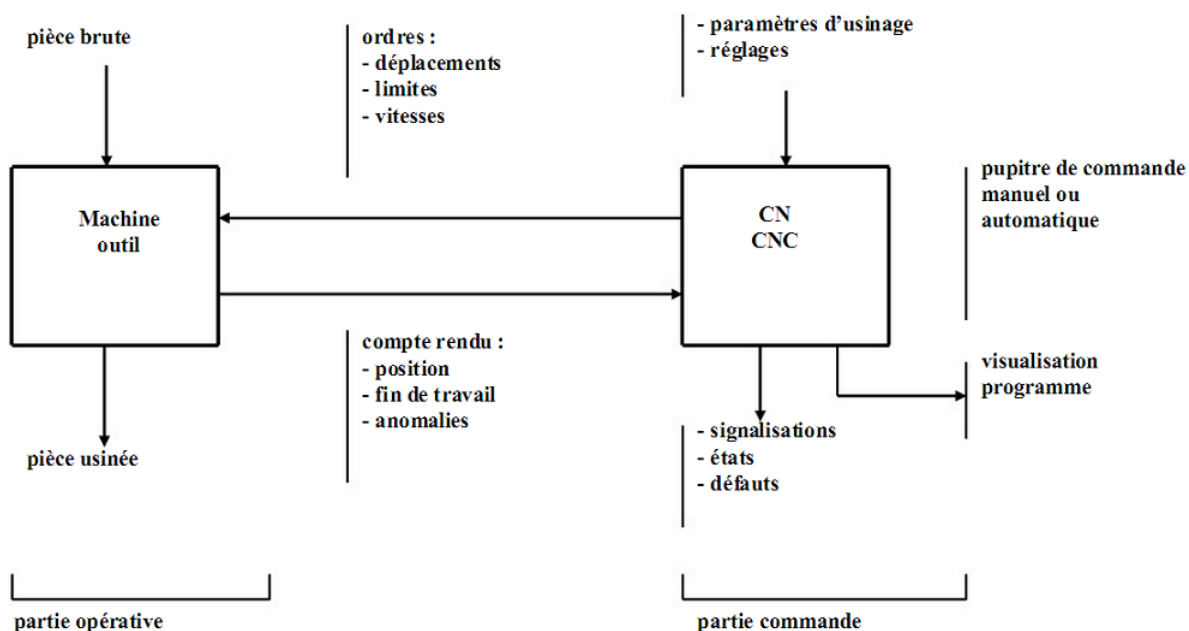 pièce brute
ordres :
- déplacements
- limites
- vitesses
- paramètres d'usinage
- réglages
Machine
outil
CN
CNC
pupitre de commande
manuel ou
automatique
compte rendu :
- position
- fin de travail
- anomalies
visualisation
programme
pièce usinée
- signalisations
- états
- défauts
partie opérative
partie commande